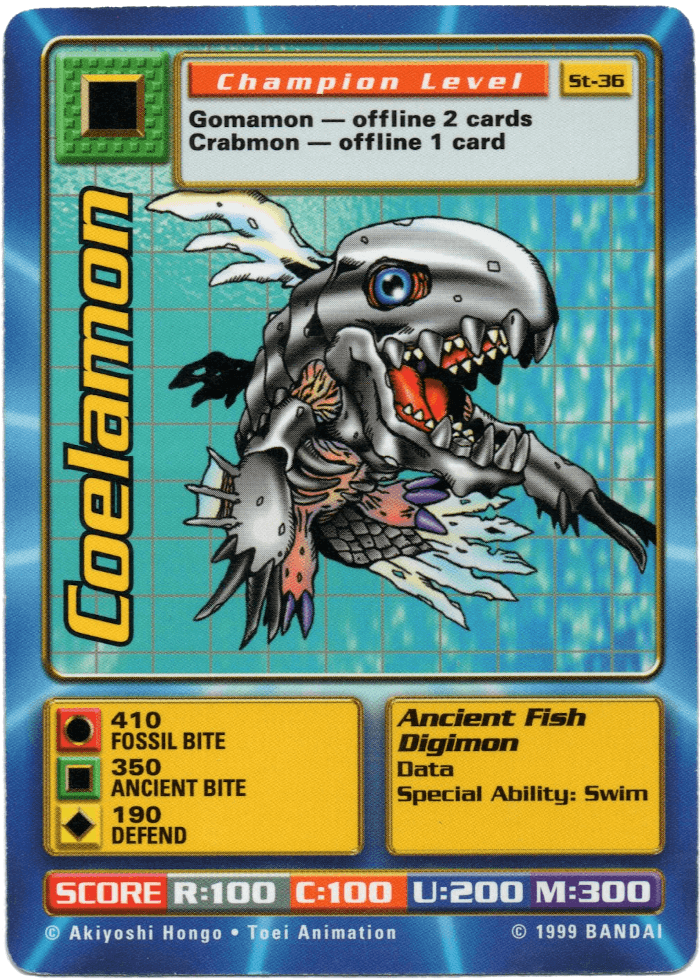 Champion Level
St-36
Gomamon — offline 2 cards
Crabmon — offline 1 card
Coelamon
410
FOSSIL BITE
350
ANCIENT BITE
190
DEFEND
Ancient Fish
Digimon
Data
Special Ability: Swim
SCORE R:100 C:100 U:200 M:300
© Akiyoshi Hongo • Toei Animation
© 1999 BANDAI